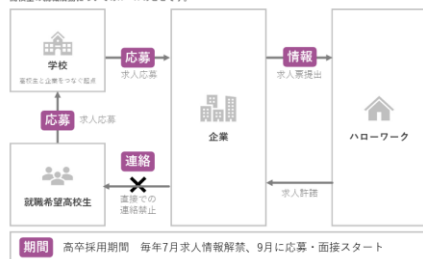 応募
情報
学校
求人応募
求人票提出
高校生と企業をつなぐ拠点
応募
求人応募
企業
ハローワーク
連絡
就職希望高校生
直接での
連絡禁止
求人許諾
期間 高卒採用期間 毎年7月求人情報解禁、9月に応募・面接スタート